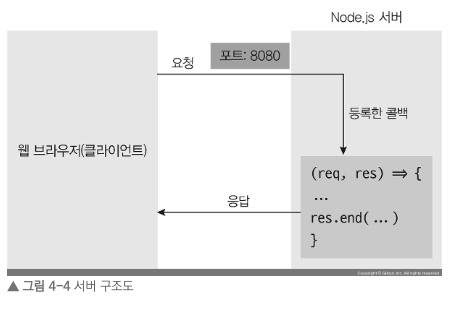 Node.js 서버
요청
포트: 8080
등록한 콜백
웹 브라우저(클라이언트)
(req, res) => {
...
res.end( ... )
}
응답
Copyright © Gilbut, Inc. All rights reserved.
▲ 그림 4-4 서버 구조도